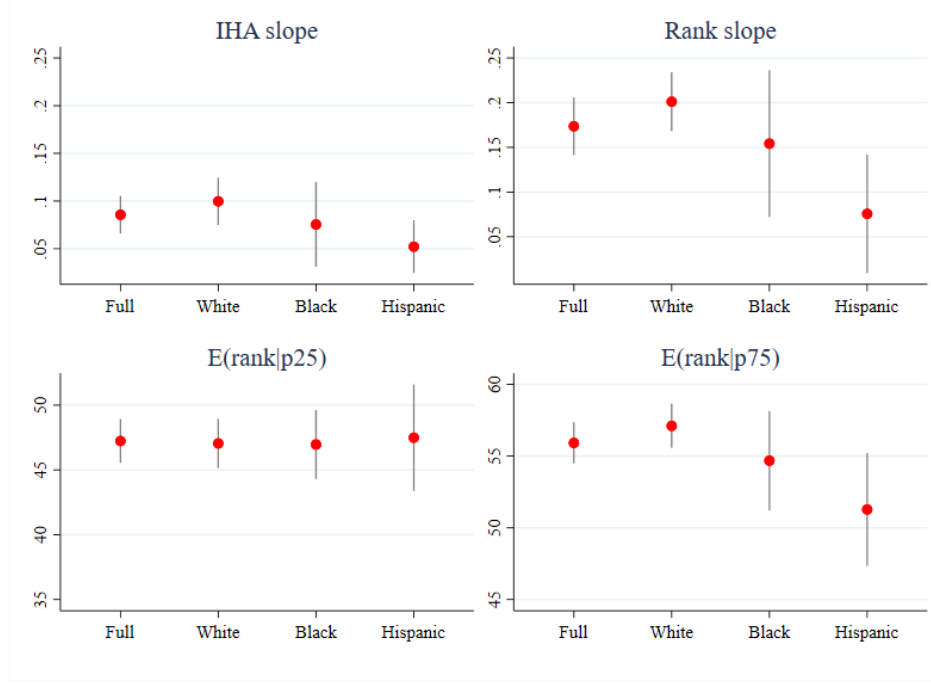 IHA slope
.25
.2
.15
.1
.05
Full White Black Hispanic
Rank slope
.25
.2
.15
.1
.05
Full White Black Hispanic
E(rank|p25)
50
45
40
35
Full White Black Hispanic
E(rank|p75)
60
55
50
45
Full White Black Hispanic